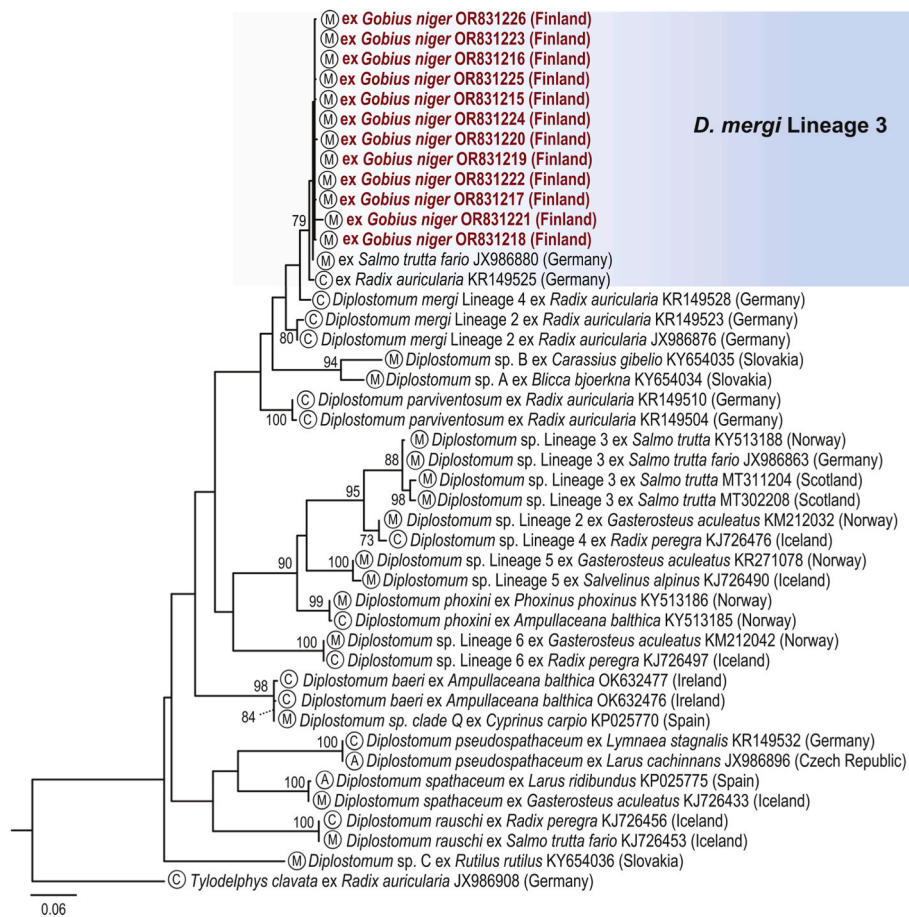 M ex Gobius niger OR831226 (Finland)
M ex Gobius niger OR831223 (Finland)
M ex Gobius niger OR831216 (Finland)
M ex Gobius niger OR831225 (Finland)
M ex Gobius niger OR831215 (Finland)
M ex Gobius niger OR831224 (Finland)
D. mergi Lineage 3
M ex Gobius niger OR831220 (Finland)
M ex Gobius niger OR831219 (Finland)
M ex Gobius niger OR831222 (Finland)
M ex Gobius niger OR831217 (Finland)
79 M ex Gobius niger OR831221 (Finland)
M ex Gobius niger OR831218 (Finland)
M ex Salmo trutta fario JX986880 (Germany)
C ex Radix auricularia KR149525 (Germany)
C Diplostomum mergi Lineage 4 ex Radix auricularia KR149528 (Germany)
C Diplostomum mergi Lineage 2 ex Radix auricularia KR149523 (Germany)
80 C Diplostomum mergi Lineage 2 ex Radix auricularia JX986876 (Germany)
94 M Diplostomum sp. B ex Carassius gibelio KY654035 (Slovakia)
M Diplostomum sp. A ex Blicca bjoerkna KY654034 (Slovakia)
C Diplostomum parviventosum ex Radix auricularia KR149510 (Germany)
100 C Diplostomum parviventosum ex Radix auricularia KR149504 (Germany)
M Diplostomum sp. Lineage 3 ex Salmo trutta KY513188 (Norway)
88 M Diplostomum sp. Lineage 3 ex Salmo trutta fario JX986863 (Germany)
M Diplostomum sp. Lineage 3 ex Salmo trutta MT311204 (Scotland)
95 98 M Diplostomum sp. Lineage 3 ex Salmo trutta MT302208 (Scotland)
M Diplostomum sp. Lineage 2 ex Gasterosteus aculeatus KM212032 (Norway)
73 C Diplostomum sp. Lineage 4 ex Radix peregra KJ726476 (Iceland)
90 100 M Diplostomum sp. Lineage 5 ex Gasterosteus aculeatus KR271078 (Norway)
M Diplostomum sp. Lineage 5 ex Salvelinus alpinus KJ726490 (Iceland)
99 M Diplostomum phoxini ex Phoxinus phoxinus KY513186 (Norway)
C Diplostomum phoxini ex Ampullaceana balthica KY513185 (Norway)
100 M Diplostomum sp. Lineage 6 ex Gasterosteus aculeatus KM212042 (Norway)
C Diplostomum sp. Lineage 6 ex Radix peregra KJ726497 (Iceland)
98 C Diplostomum baeri ex Ampullaceana balthica OK632477 (Ireland)
C Diplostomum baeri ex Ampullaceana balthica OK632476 (Ireland)
84 M Diplostomum sp. clade Q ex Cyprinus carpio KP025770 (Spain)
100 C Diplostomum pseudospathaceum ex Lymnaea stagnalis KR149532 (Germany)
A Diplostomum pseudospathaceum ex Larus cachinnans JX986896 (Czech Republic)
100 A Diplostomum spathaceum ex Larus ridibundus KP025775 (Spain)
M Diplostomum spathaceum ex Gasterosteus aculeatus KJ726433 (Iceland)
100 C Diplostomum rauschi ex Radix peregra KJ726456 (Iceland)
M Diplostomum rauschi ex Salmo trutta fario KJ726453 (Iceland)
M Diplostomum sp. C ex Rutilus rutilus KY654036 (Slovakia)
C Tylodelphys clavata ex Radix auricularia JX986908 (Germany)
0.06